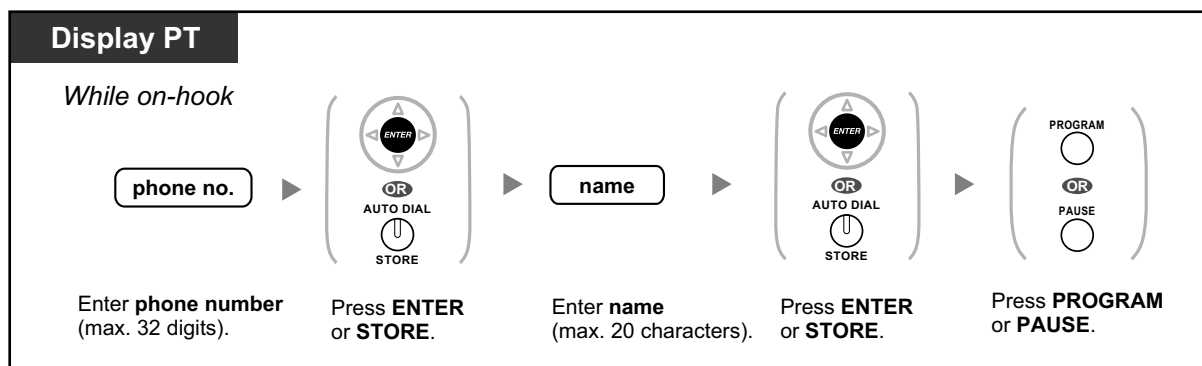 Display PT
While on-hook
phone no.
ENTER
OR
AUTO DIAL
STORE
name
ENTER
OR
AUTO DIAL
STORE
PROGRAM
OR
PAUSE
Enter phone number
(max. 32 digits).
Press ENTER
or STORE.
Enter name
(max. 20 characters).
Press ENTER
or STORE.
Press PROGRAM
or PAUSE.